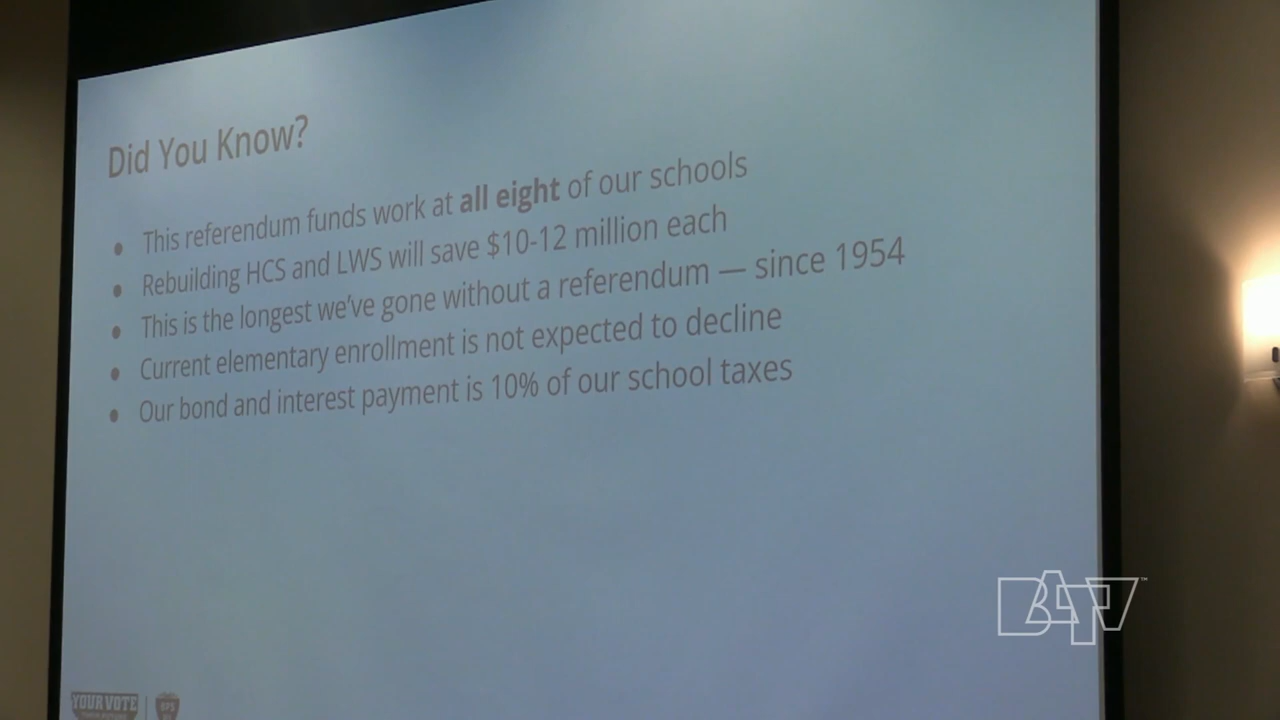 Did You Know?
• This referendum funds work at all eight of our schools
• Rebuilding HCS and LWS will save $10-12 million each
• This is the longest we've gone without a referendum — since 1954
• Current elementary enrollment is not expected to decline
• Our bond and interest payment is 10% of our school taxes
BATV™
YOUR VOTE